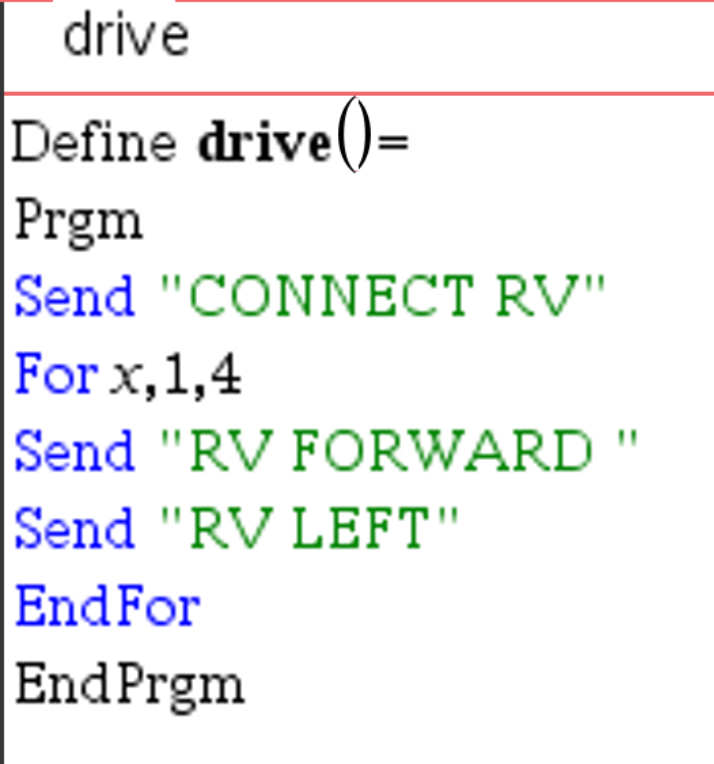 drive
Define drive()=
Prgm
Send "CONNECT RV"
For x,1,4
Send "RV FORWARD "
Send "RV LEFT"
EndFor
EndPrgm